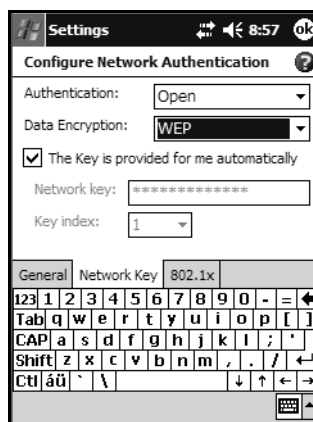 Settings 8:57 ok
Configure Network Authentication ?
Authentication: Open
Data Encryption: WEP
The Key is provided for me automatically
Network key: *************
Key index: 1
General Network Key 802.1x
123 1 2 3 4 5 6 7 8 9 0 - =
Tab q w e r t y u i o p [ ]
CAP a s d f g h j k l ; '
Shift z x c v b n m , . /
Ctl áü ` \ ↓ ↑ ← →